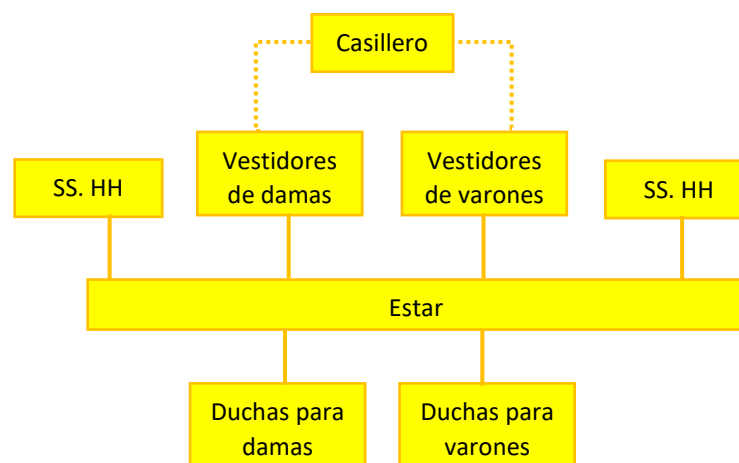 Casillero
Vestidores
de damas
Vestidores
de varones
SS. HH
SS. HH
Estar
Duchas para
damas
Duchas para
varones